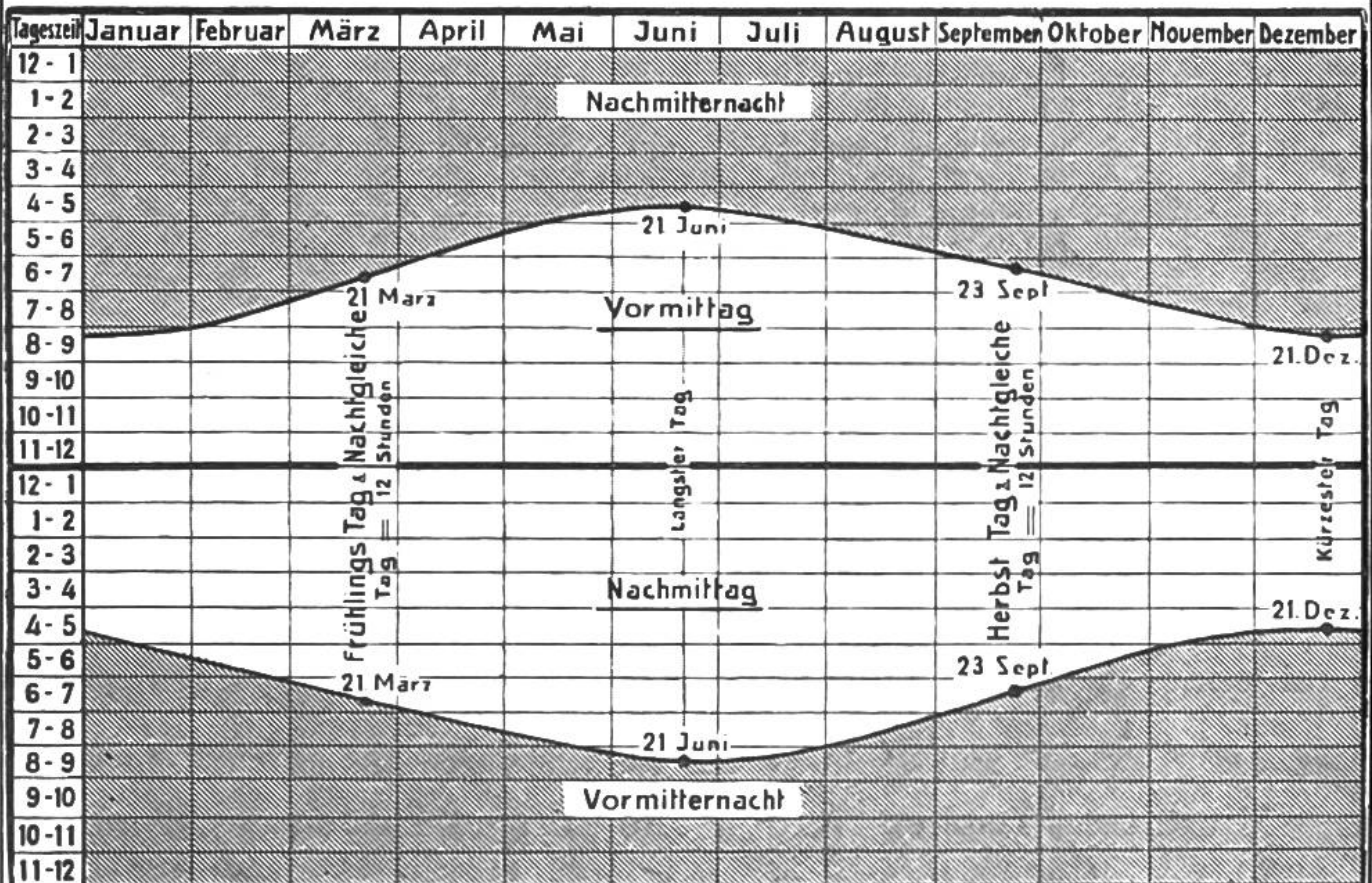 Tageszeit Januar Februar März April Mai Juni Juli August September Oktober November Dezember
12 - 1
1 - 2
Nachmitternacht
2 - 3
3 - 4
4 - 5
21 Juni
5 - 6
6 - 7
21 März
23 Sept
7 - 8
Vormittag
8 - 9
21. Dez.
9 - 10
10 - 11
11 - 12
Frühlings Tag & Nachtgleiche
Tag = 12 Stunden
Längster Tag
Herbst Tag & Nachtgleiche
Tag = 12 Stunden
Kürzester Tag
12 - 1
1 - 2
2 - 3
3 - 4
Nachmittag
4 - 5
21. Dez.
5 - 6
23 Sept.
6 - 7
21 März
7 - 8
21 Juni
8 - 9
9 - 10
Vormitternacht
10 - 11
11 - 12